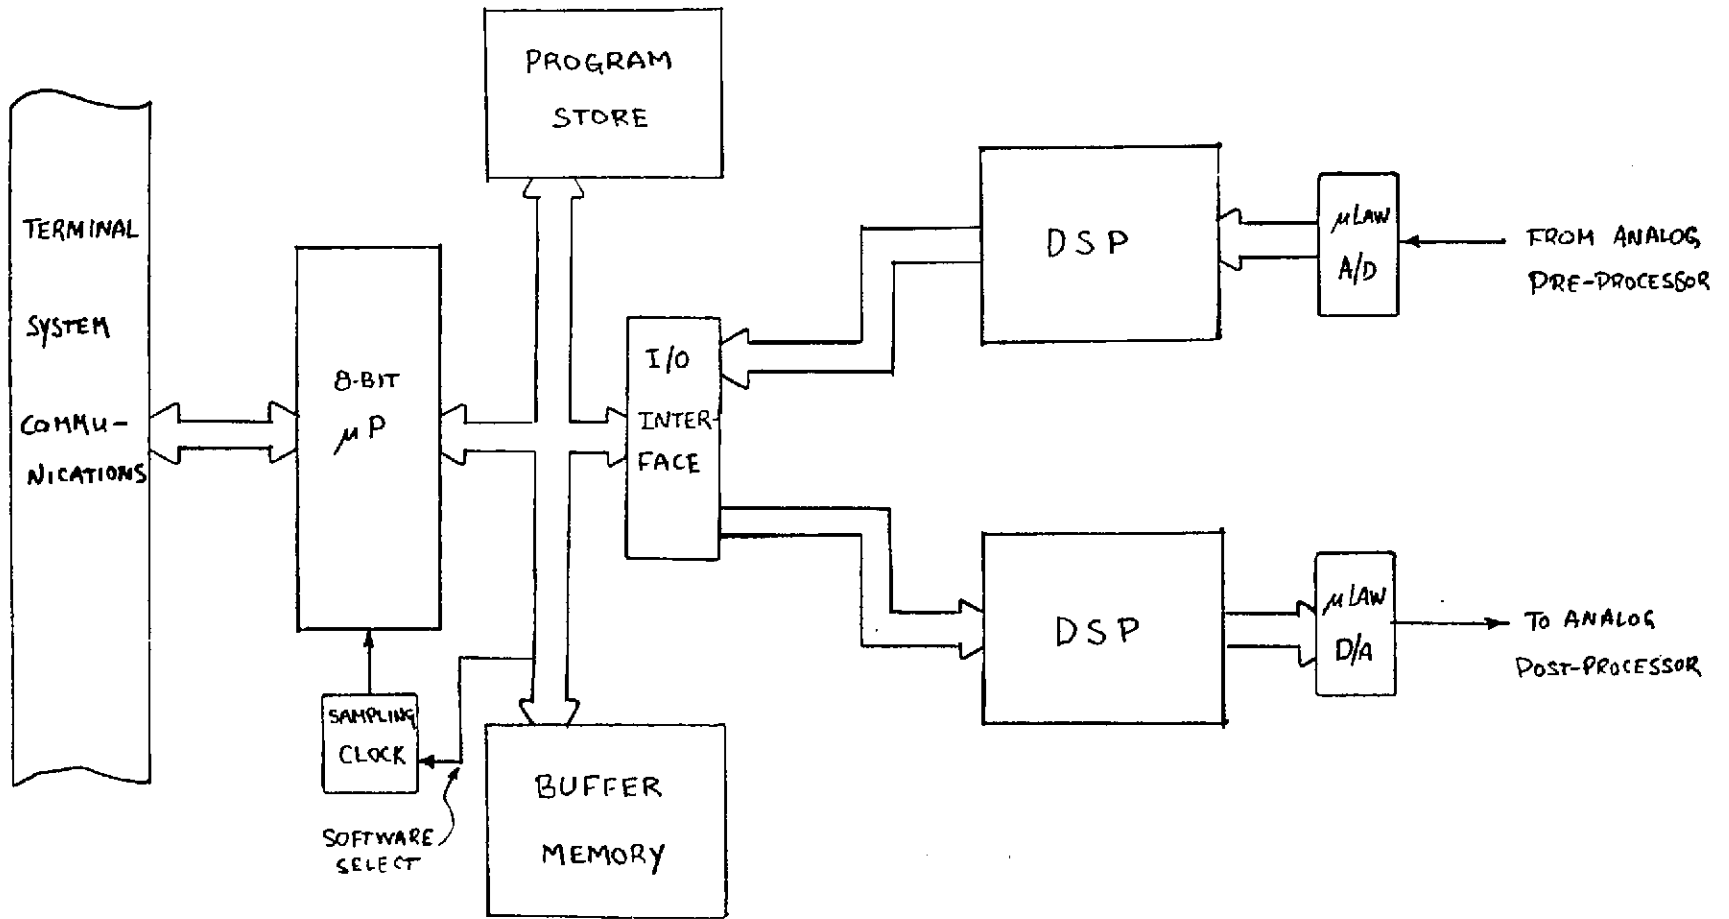 PROGRAM
STORE
TERMINAL
SYSTEM
COMMU-
NICATIONS
8-BIT
μP
I/O
INTER-
FACE
DSP
μLAW
A/D
FROM ANALOG
PRE-PROCESSOR
DSP
μLAW
D/A
TO ANALOG
POST-PROCESSOR
SAMPLING
CLOCK
SOFTWARE
SELECT
BUFFER
MEMORY